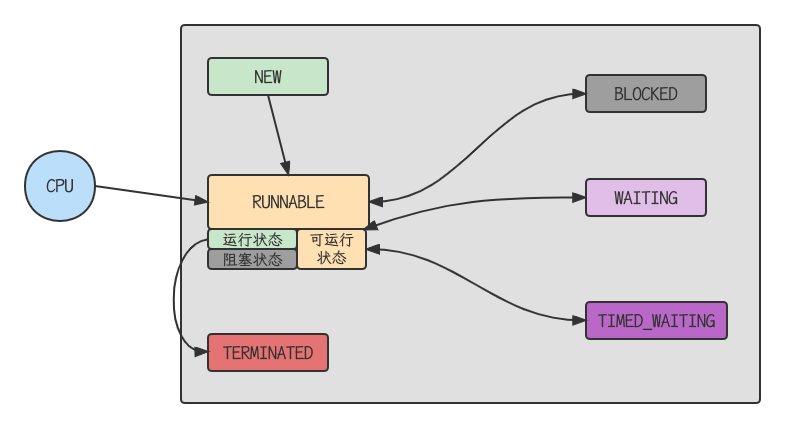 NEW
BLOCKED
CPU
RUNNABLE
WAITING
运行状态
可运行
状态
阻塞状态
TIMED_WAITING
TERMINATED